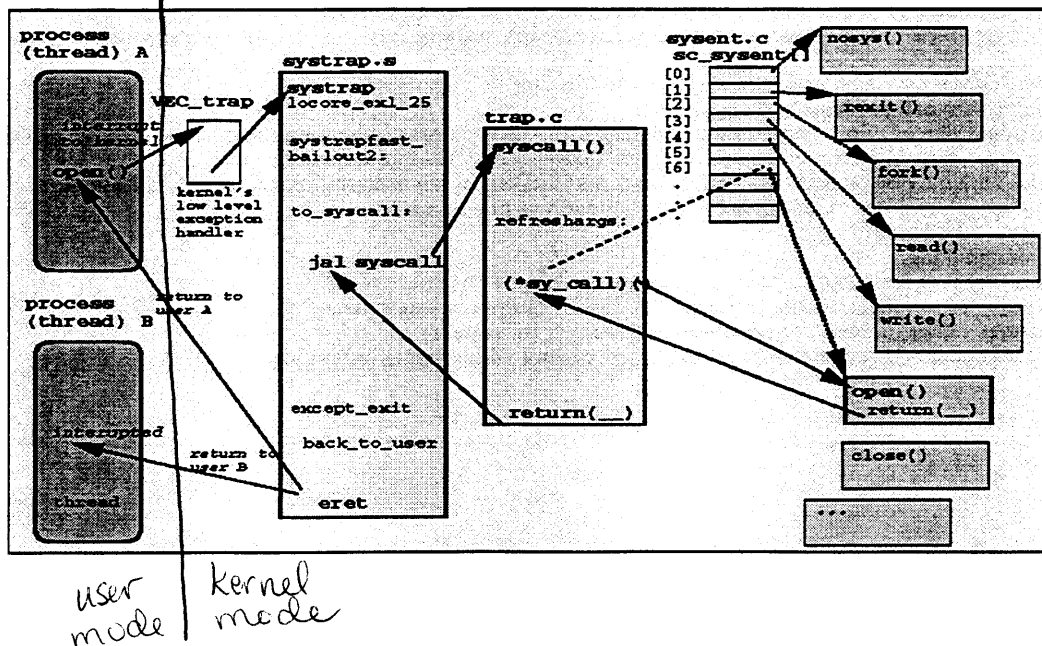 process
(thread) A
interrupt
to kernel
open()
VEC_trap
kernel's
low level
exception
handler
return to
user A
process
(thread) B
interupted
thread
return to
user B
systrap.s
systrap
locore_exl_25
systrapfast_
bailout2:
to_syscall:
jal syscall
except_exit
back_to_user
eret
trap.c
syscall()
refreshargs:
(*sy_call)(
return(__)
sysent.c
sc_sysent[]
[0]
[1]
[2]
[3]
[4]
[5]
[6]
.
.
.
nosys()
rexit()
fork()
read()
write()
open()
return(__)
close()
...
user
mode
kernel
mode